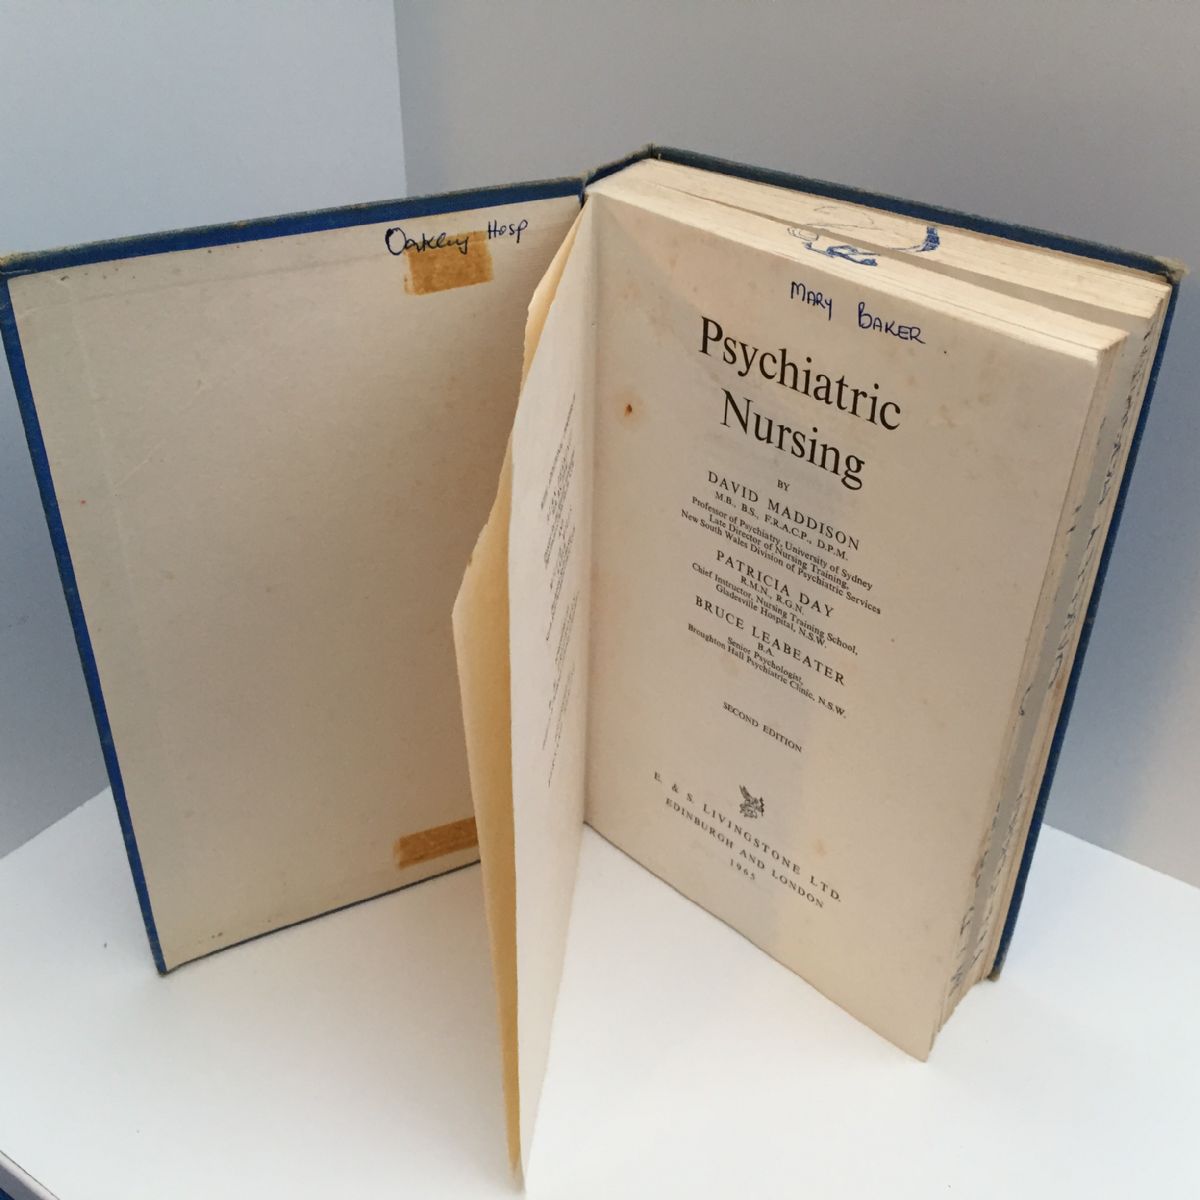 Oakley Hosp
MARY BAKER
Psychiatric
Nursing
BY
DAVID MADDISON
M.B., B.S., F.R.A.C.P., D.P.M.
Professor of Psychiatry, University of Sydney
Late Director of Nursing Training,
New South Wales Division of Psychiatric Services
PATRICIA DAY
R.M.N., R.G.N.
Chief Instructor, Nursing Training School,
Gladesville Hospital, N.S.W.
BRUCE LEABEATER
B.A.
Senior Psychologist,
Broughton Hall Psychiatric Clinic, N.S.W.
SECOND EDITION
E. & S. LIVINGSTONE LTD.
EDINBURGH AND LONDON
1965